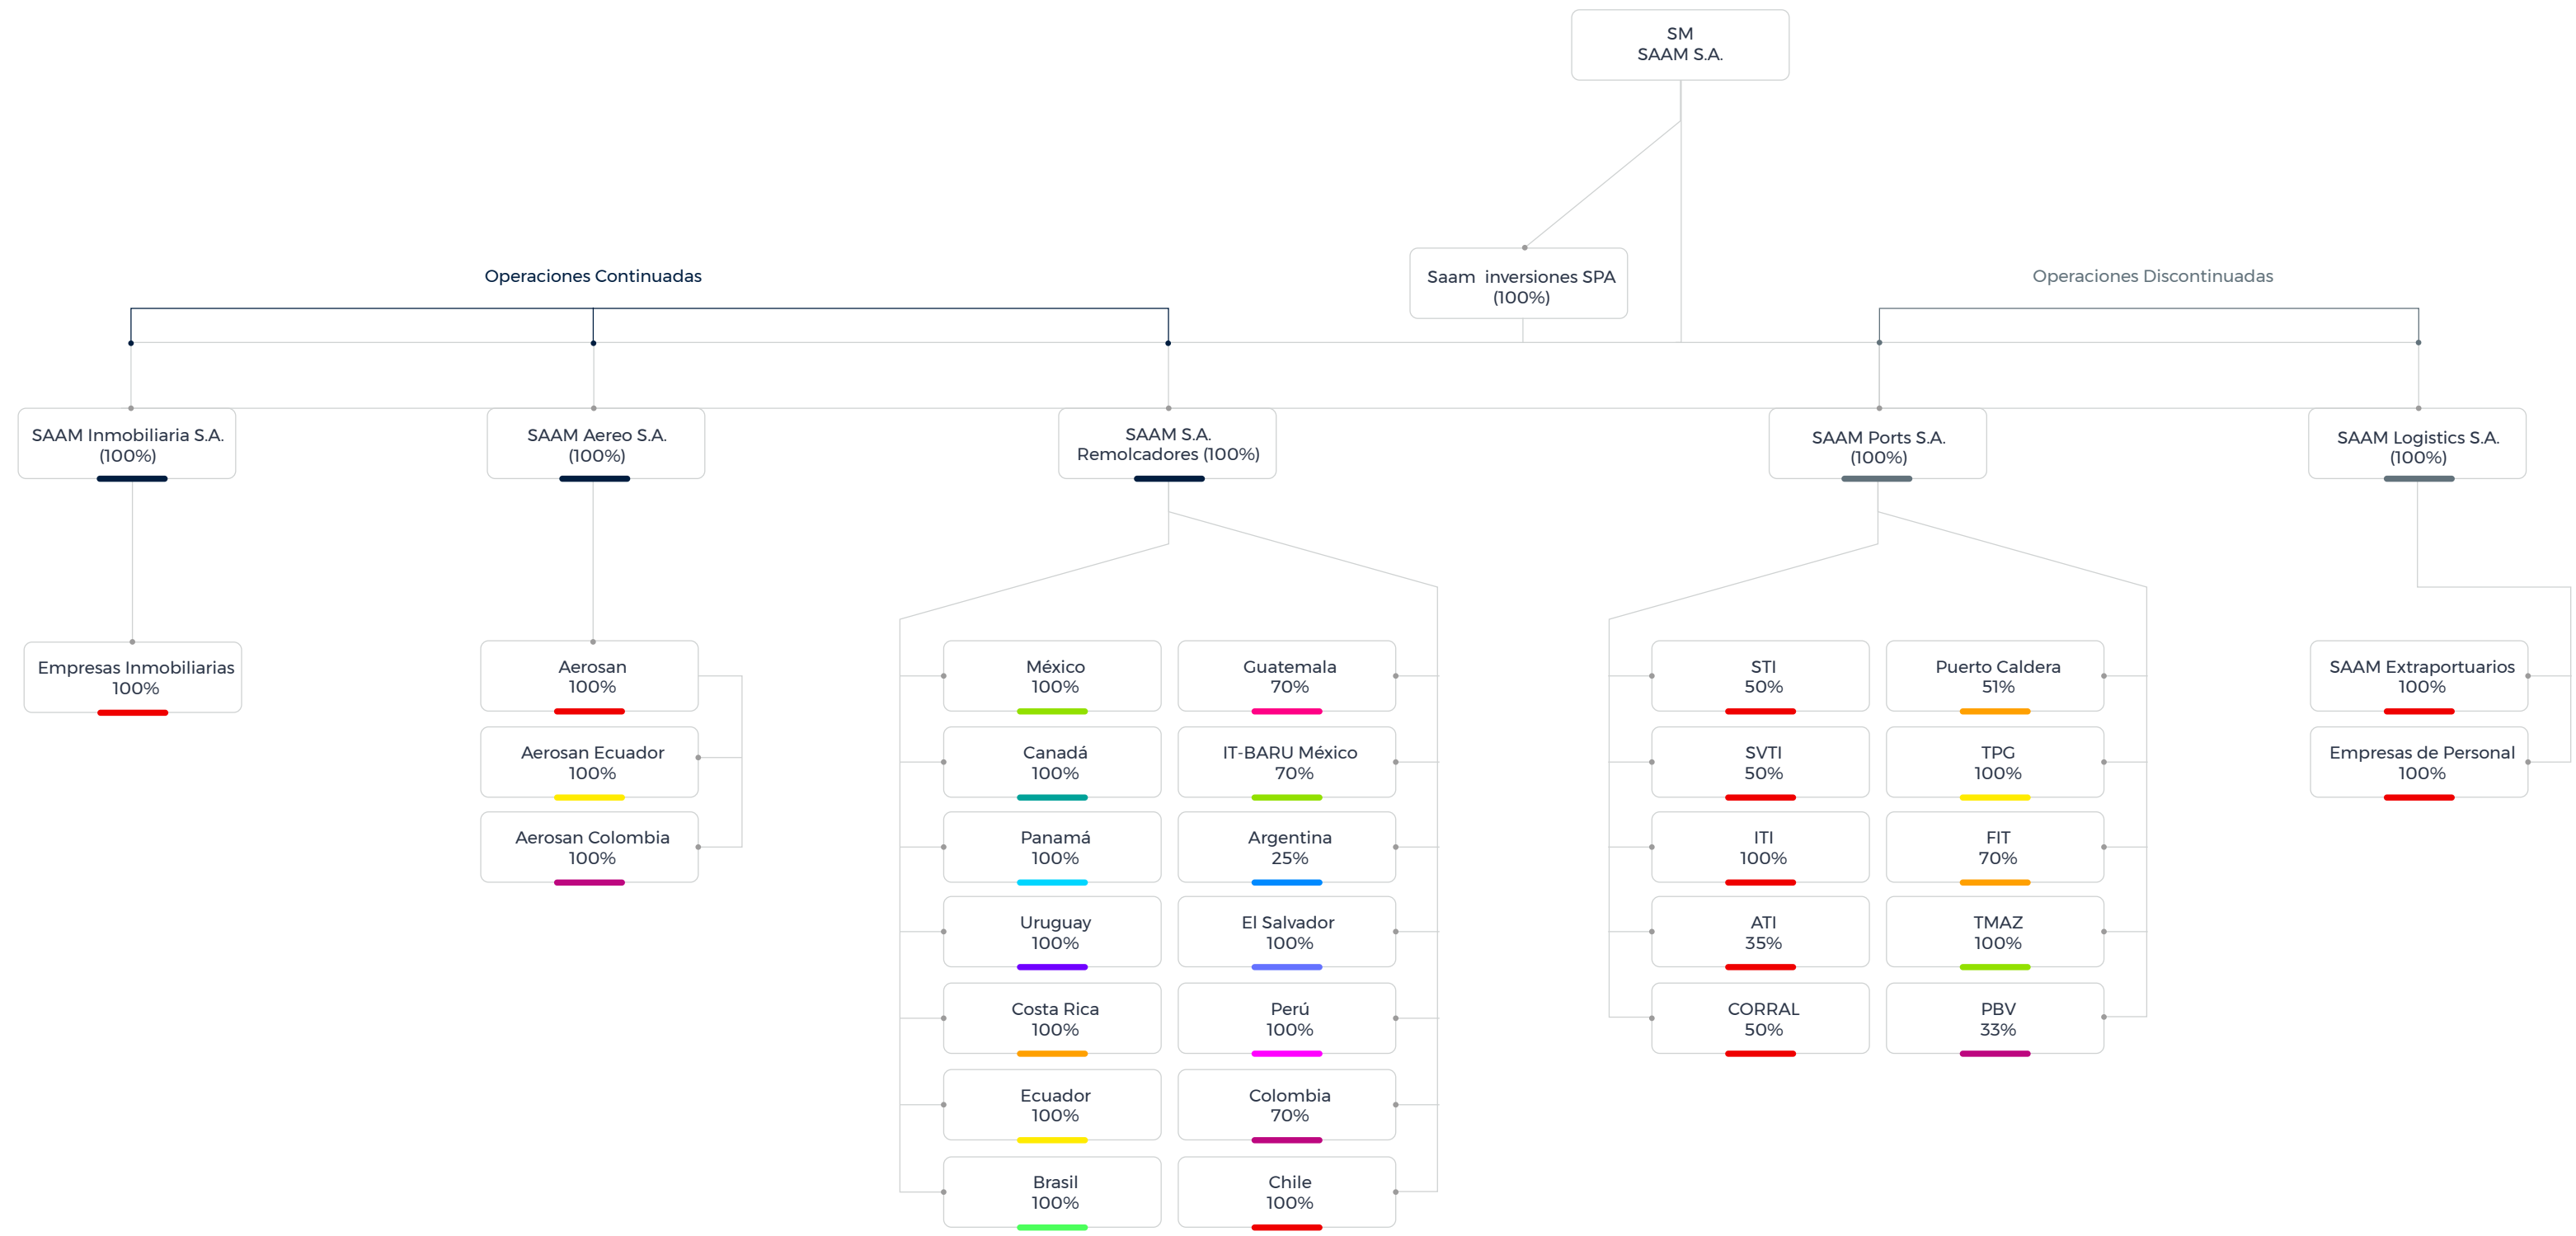 SM
SAAM S.A.
Saam inversiones SPA
(100%)
Operaciones Continuadas
Operaciones Discontinuadas
SAAM Inmobiliaria S.A.
(100%)
SAAM Aereo S.A.
(100%)
SAAM S.A.
Remolcadores (100%)
SAAM Ports S.A.
(100%)
SAAM Logistics S.A.
(100%)
Empresas Inmobiliarias
100%
Aerosan
100%
Aerosan Ecuador
100%
Aerosan Colombia
100%
México
100%
Canadá
100%
Panamá
100%
Uruguay
100%
Costa Rica
100%
Ecuador
100%
Brasil
100%
Guatemala
70%
IT-BARU México
70%
Argentina
25%
El Salvador
100%
Perú
100%
Colombia
70%
Chile
100%
STI
50%
SVTI
50%
ITI
100%
ATI
35%
CORRAL
50%
Puerto Caldera
51%
TPG
100%
FIT
70%
TMAZ
100%
PBV
33%
SAAM Extraportuarios
100%
Empresas de Personal
100%